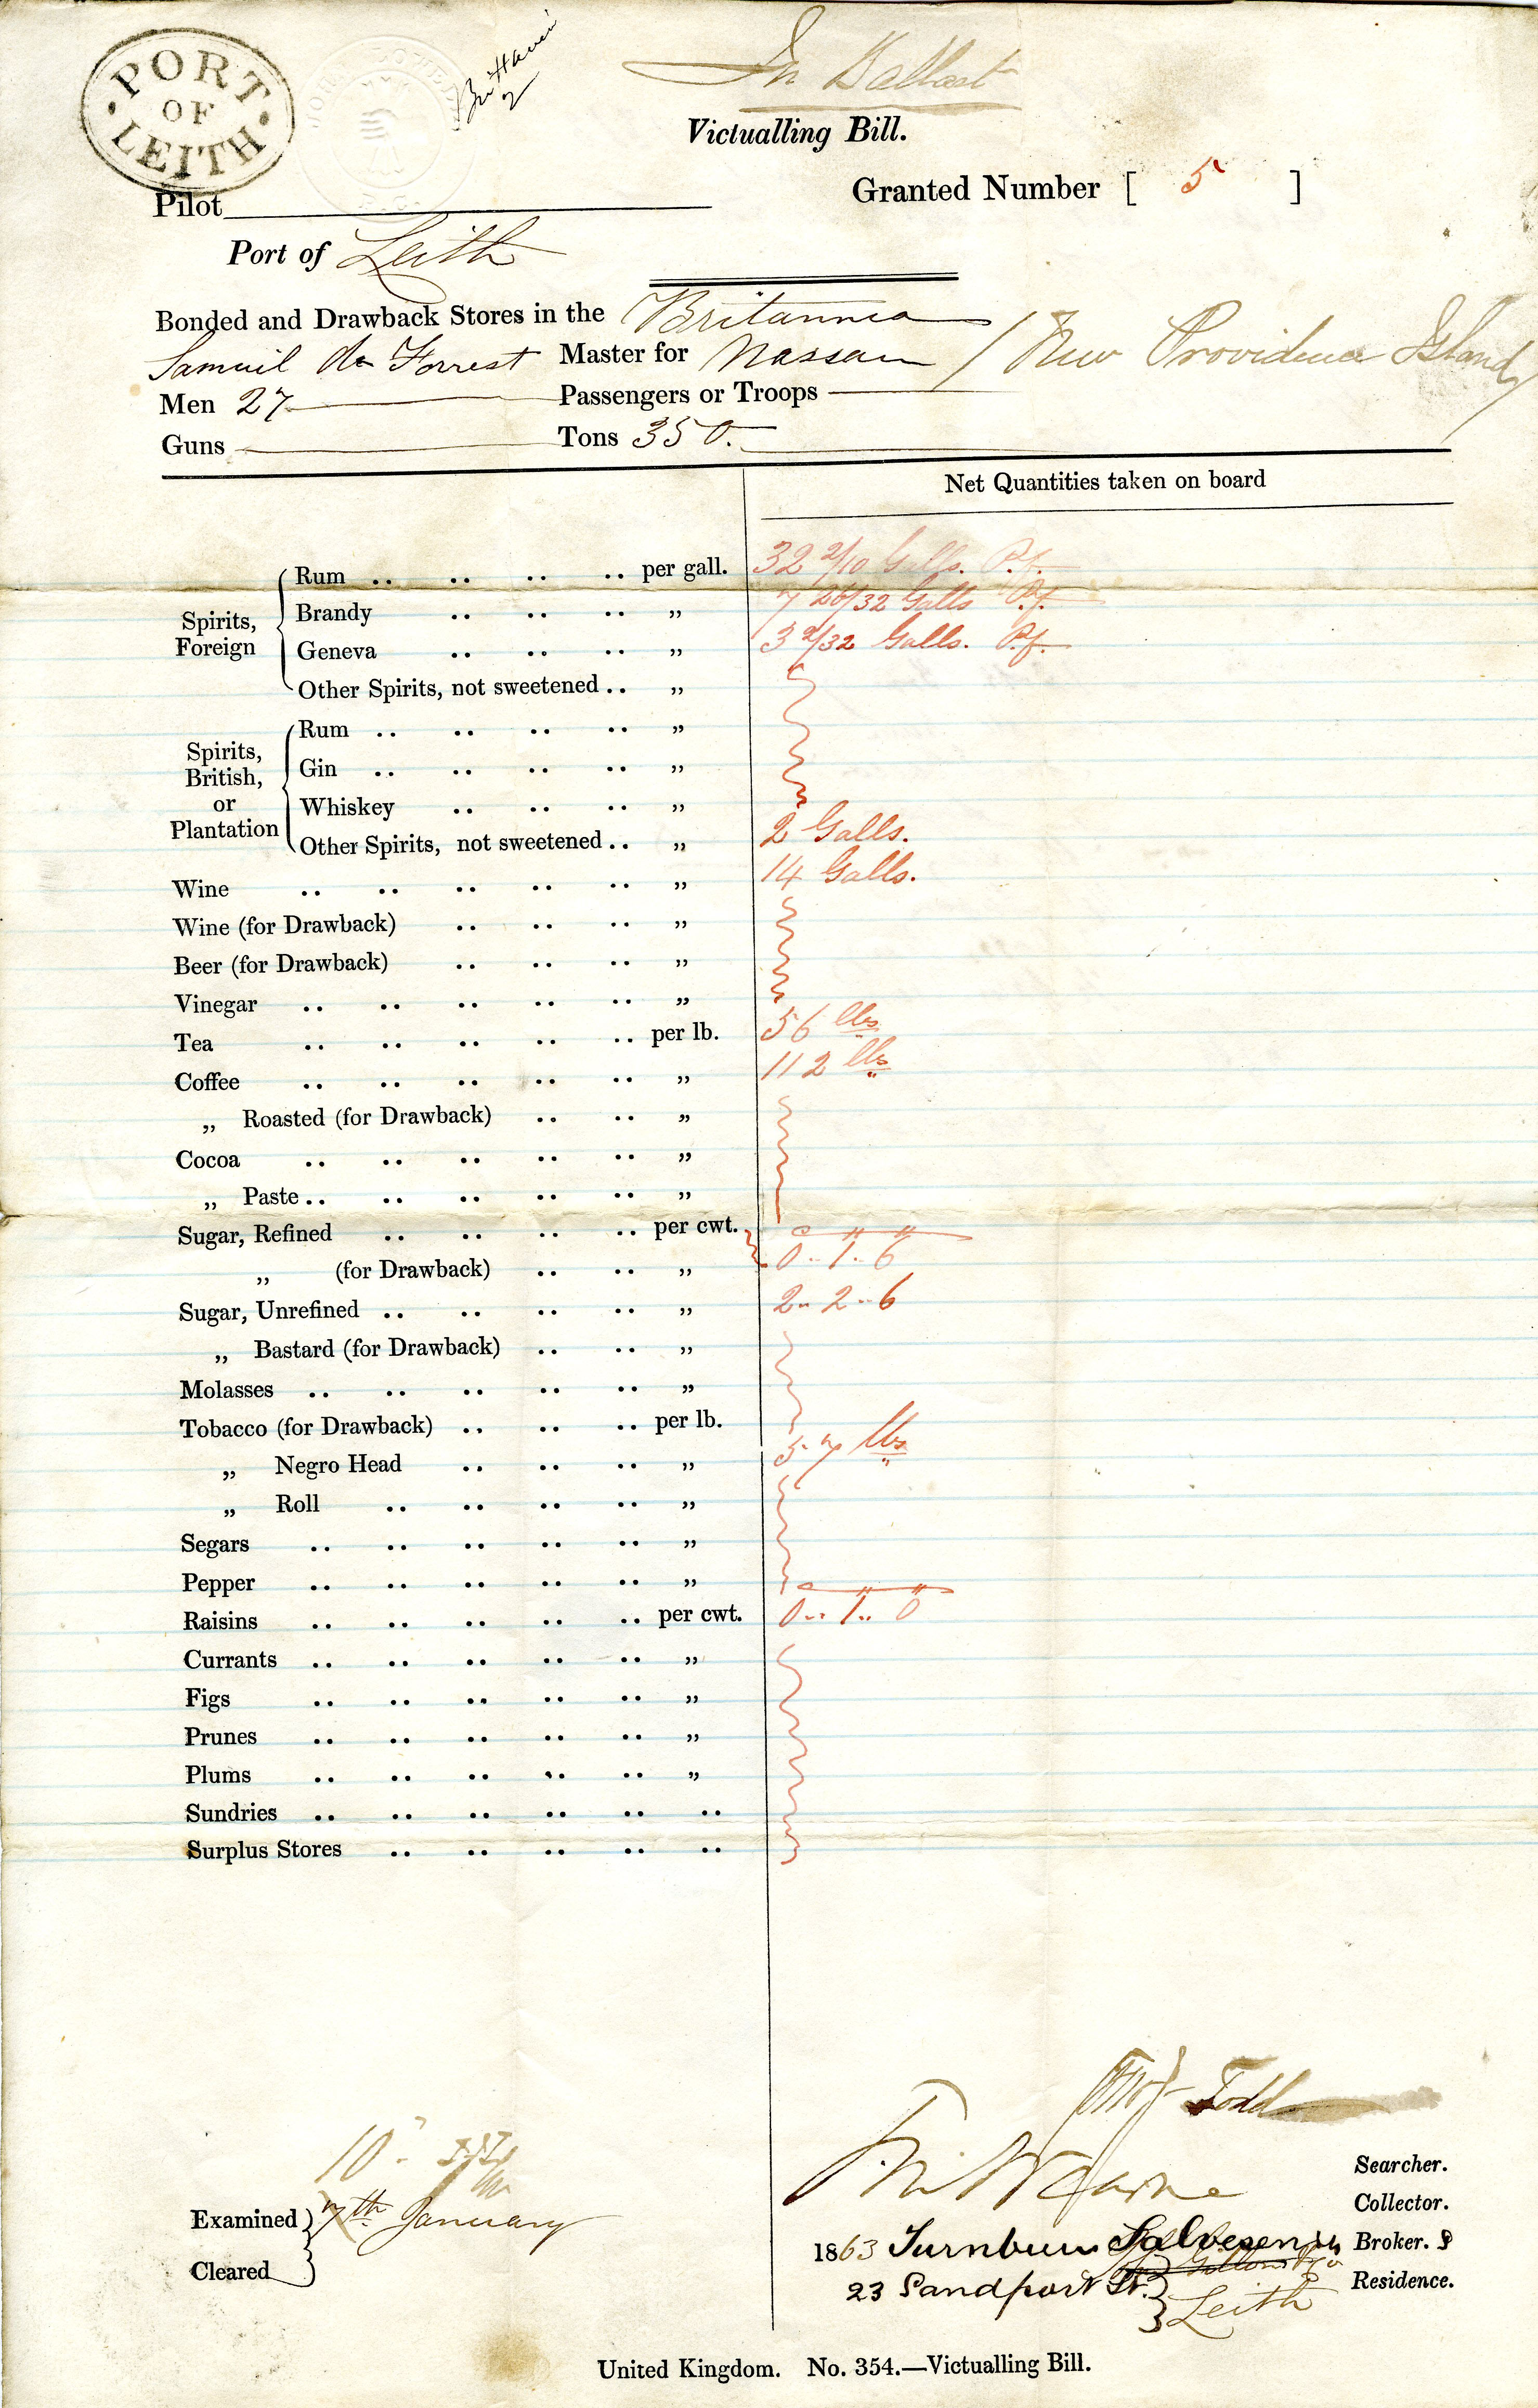 PORT
OF
LEITH
In Ballast
Victualling Bill.
Granted Number [ 5 ]
Pilot
Port of Leith
Bonded and Drawback Stores in the Britannia
Samuel de Forrest Master for Nassau / New Providence Island
Men 27 Passengers or Troops
Guns Tons 350.
Net Quantities taken on board
Spirits, Foreign
Rum .. .. .. .. per gall. 32 2/10 Galls. P.f.
Brandy .. .. .. „ 7 26/32 Galls P.f.
Geneva .. .. .. „ 3 2/32 Galls. P.f.
Other Spirits, not sweetened .. „
Spirits, British, or Plantation
Rum .. .. .. .. „
Gin .. .. .. .. „
Whiskey .. .. .. „
Other Spirits, not sweetened .. „ 2 Galls.
Wine .. .. .. .. .. „ 14 Galls.
Wine (for Drawback) .. .. .. „
Beer (for Drawback) .. .. .. „
Vinegar .. .. .. .. .. „
Tea .. .. .. .. .. per lb. 56 lbs
Coffee .. .. .. .. .. „ 112 lbs
„ Roasted (for Drawback) .. .. „
Cocoa .. .. .. .. .. „
„ Paste .. .. .. .. .. „
Sugar, Refined .. .. .. .. per cwt. c " "
„ (for Drawback) .. .. „ 0 .. 1 .. 6
Sugar, Unrefined .. .. .. .. „ 2 .. 2 .. 6
„ Bastard (for Drawback) .. .. „
Molasses .. .. .. .. .. „
Tobacco (for Drawback) .. .. .. per lb.
„ Negro Head .. .. .. „ 57 lbs
„ Roll .. .. .. .. „
Segars .. .. .. .. .. „
Pepper .. .. .. .. .. „
Raisins .. .. .. .. .. per cwt. c " " 0 .. 1 .. 0
Currants .. .. .. .. .. „
Figs .. .. .. .. .. „
Prunes .. .. .. .. .. „
Plums .. .. .. .. .. „
Sundries .. .. .. .. .. ..
Surplus Stores .. .. .. .. ..
Todd
Searcher.
10
Collector.
Examined 7th January
1863 Turnbull Salvesen Broker. &
Cleared
23 Sandport St. Leith Residence.
United Kingdom. No. 354.—Victualling Bill.